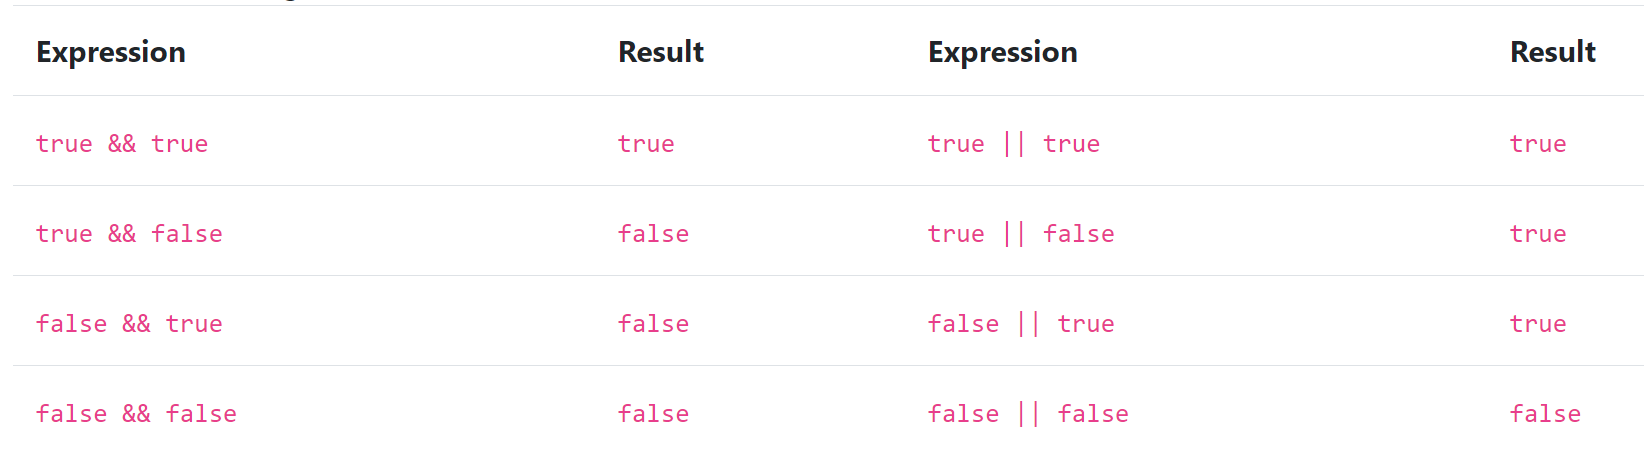 Expression Result Expression Result
true && true true true || true true
true && false false true || false true
false && true false false || true true
false && false false false || false false